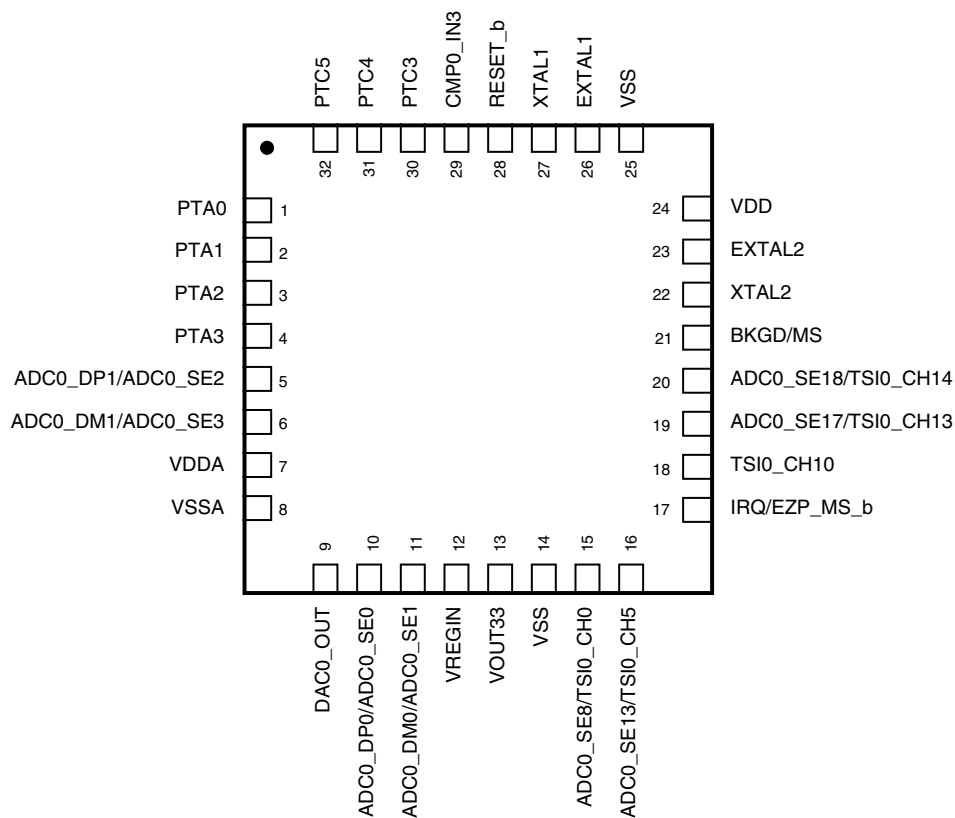 PTC5
PTC4
PTC3
CMP0_IN3
RESET_b
XTAL1
EXTAL1
VSS
32
31
30
29
28
27
26
25
PTA0 1
PTA1 2
PTA2 3
PTA3 4
ADC0_DP1/ADC0_SE2 5
ADC0_DM1/ADC0_SE3 6
VDDA 7
VSSA 8
24 VDD
23 EXTAL2
22 XTAL2
21 BKGD/MS
20 ADC0_SE18/TSI0_CH14
19 ADC0_SE17/TSI0_CH13
18 TSI0_CH10
17 IRQ/EZP_MS_b
9
10
11
12
13
14
15
16
DAC0_OUT
ADC0_DP0/ADC0_SE0
ADC0_DM0/ADC0_SE1
VREGIN
VOUT33
VSS
ADC0_SE8/TSI0_CH0
ADC0_SE13/TSI0_CH5